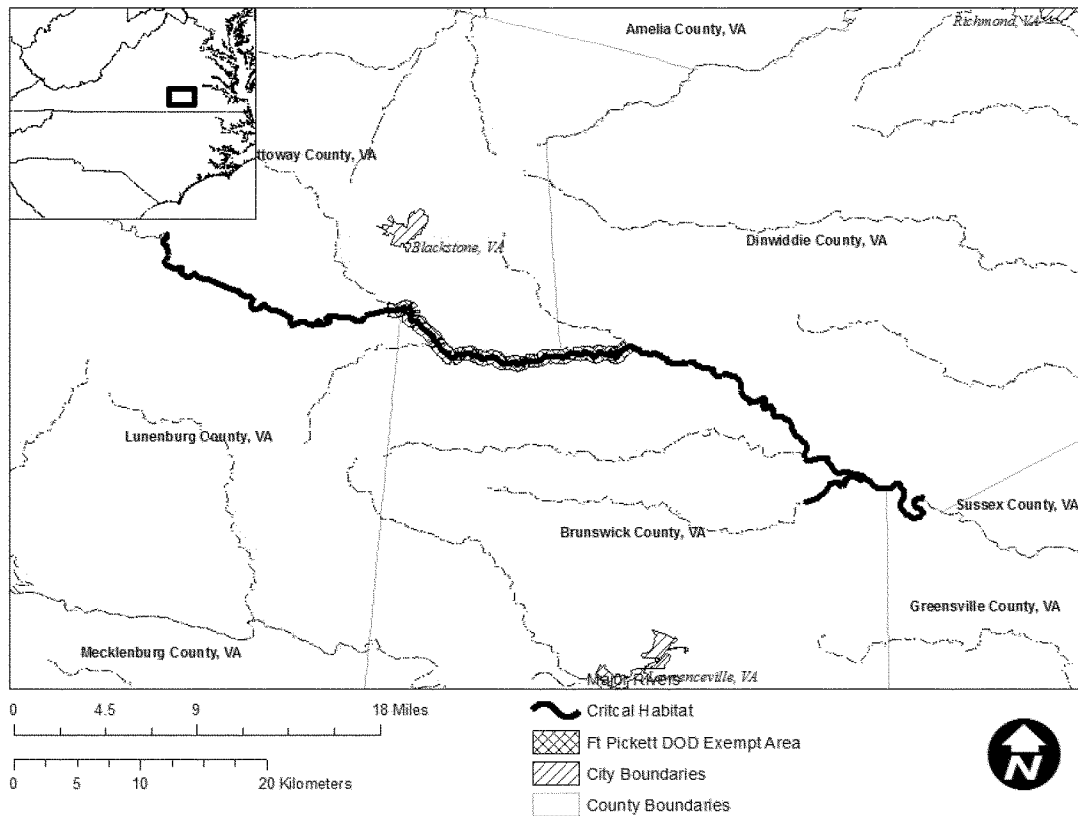 Amelia County, VA
Richmond, VA
ttoway County, VA
Blackstone, VA
Dinwiddie County, VA
Lunenburg County, VA
Sussex County, VA
Brunswick County, VA
Greensville County, VA
Mecklenburg County, VA
Lawrenceville, VA
Major Rivers
0 4.5 9 18 Miles
Critcal Habitat
Ft Pickett DOD Exempt Area
City Boundaries
0 5 10 20 Kilometers
County Boundaries
N